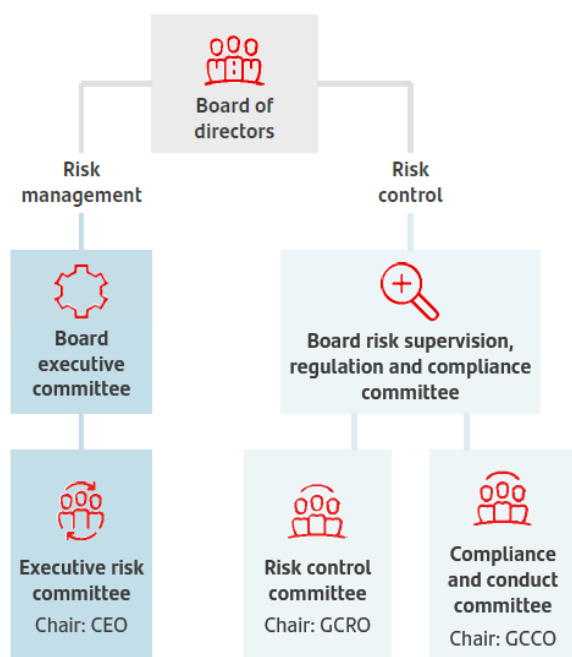 Board of
directors
Risk
management
Risk
control
Board
executive
committee
Board risk supervision,
regulation and compliance
committee
Executive risk
committee
Chair: CEO
Risk control
committee
Chair: GCRO
Compliance
and conduct
committee
Chair: GCCO